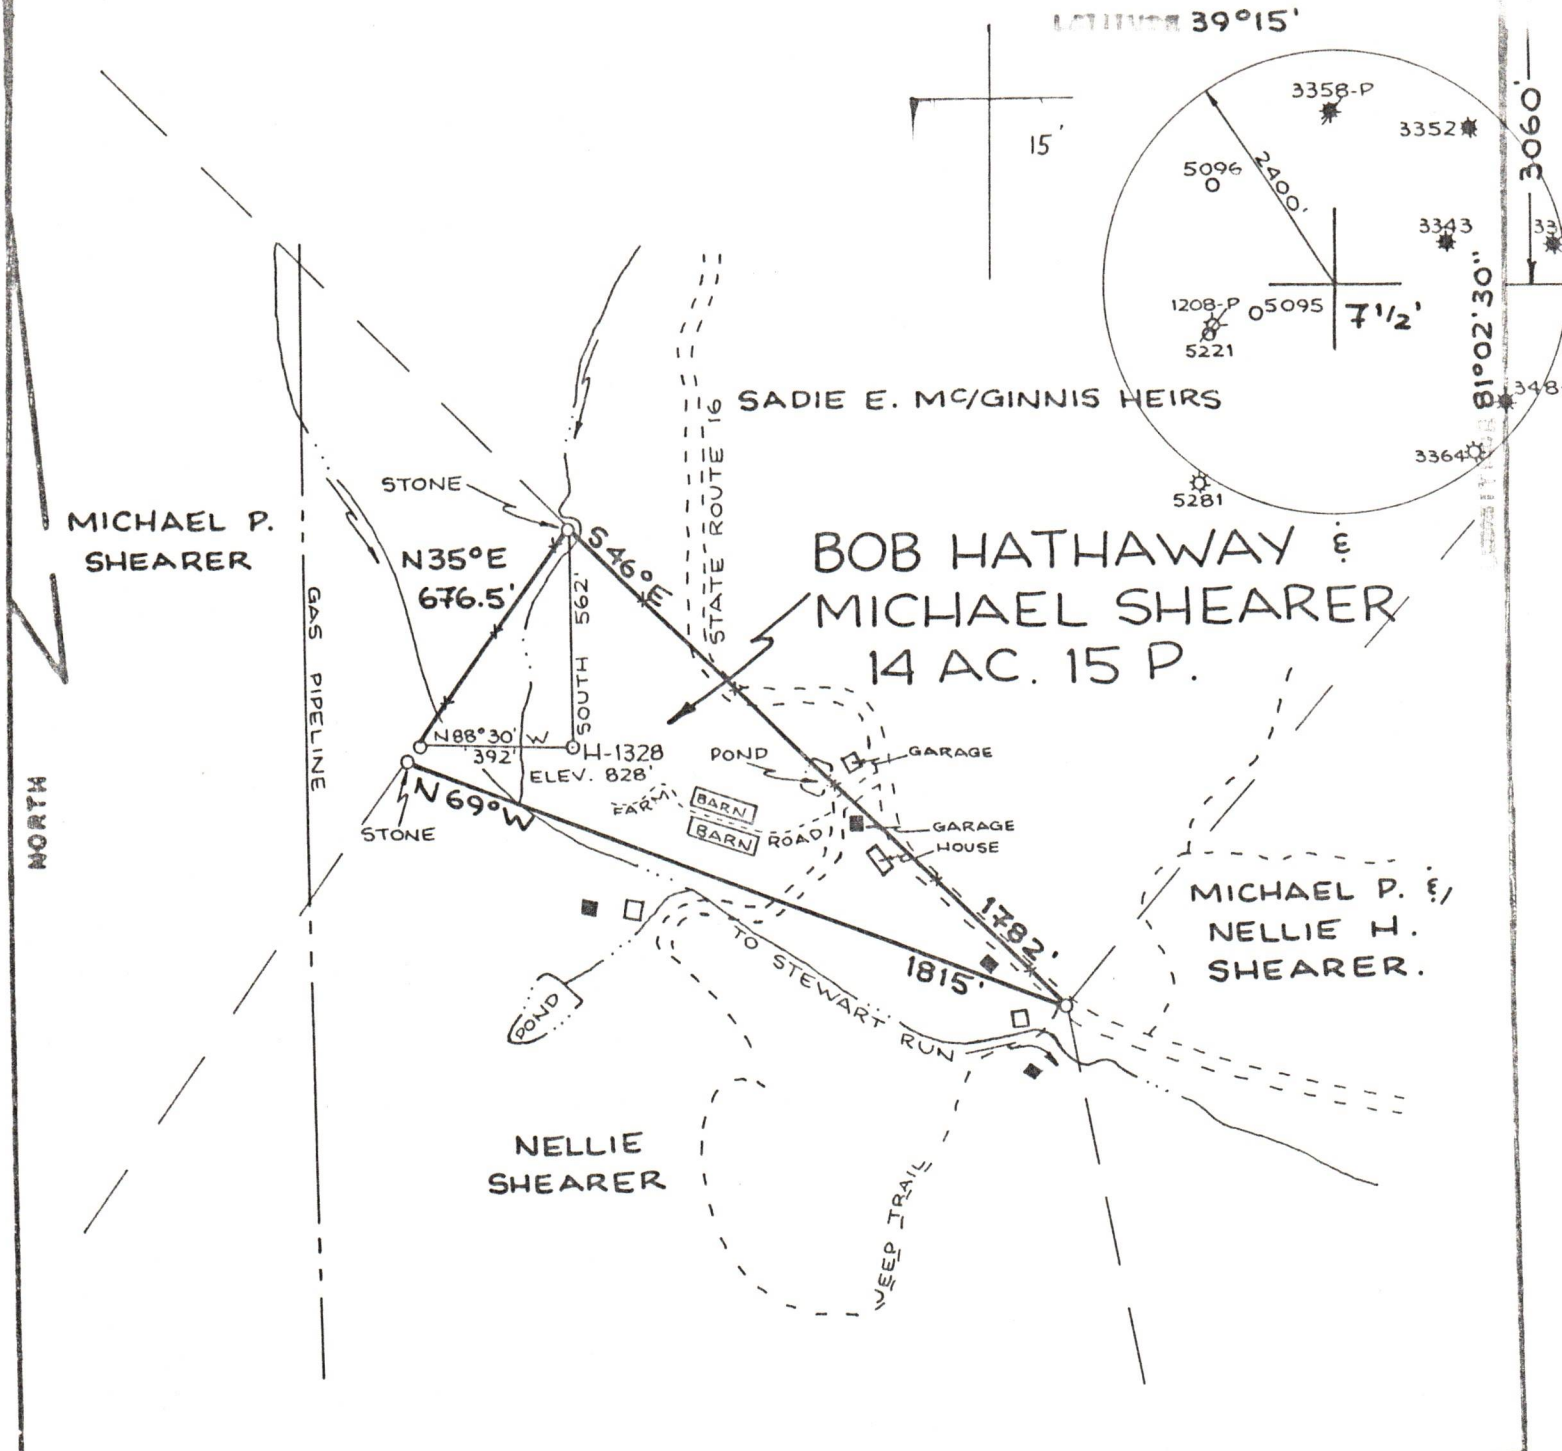 LATITUDE 39°15'
15'
3358-P
3352
5096
2400'
3060'
3343
33
1208-P
5095
5221
7 1/2'
81°02'30"
348
3364
5281
SADIE E. MC/GINNIS HEIRS
STATE ROUTE 16
STONE
MICHAEL P.
SHEARER
N35°E
676.5'
S46°E
SOUTH 562'
GAS PIPELINE
BOB HATHAWAY &
MICHAEL SHEARER
14 AC. 15 P.
N88°30'W
392'
H-1328
ELEV. 828'
POND
GARAGE
N69°W
STONE
FARM
BARN
BARN
ROAD
GARAGE
HOUSE
NORTH
1782'
1815'
MICHAEL P. &
NELLIE H.
SHEARER.
TO STEWART RUN
POND
NELLIE
SHEARER
JEEP TRAIL